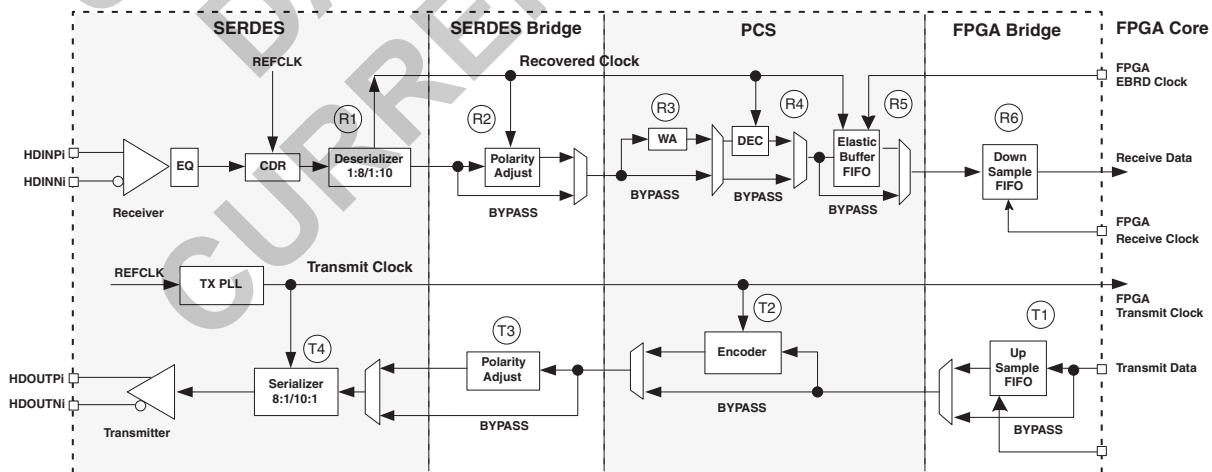 SERDES
SERDES Bridge
PCS
FPGA Bridge
FPGA Core
REFCLK
Recovered Clock
FPGA
EBRD Clock
R1
R2
R3
R4
R5
R6
HDINPi
HDINNi
EQ
CDR
Deserializer
1:8/1:10
Polarity
Adjust
WA
DEC
Elastic
Buffer
FIFO
Down
Sample
FIFO
Receive Data
Receiver
BYPASS
BYPASS
BYPASS
BYPASS
FPGA
Receive Clock
REFCLK
TX PLL
Transmit Clock
FPGA
Transmit Clock
T4
T3
T2
T1
HDOUTPi
HDOUTNi
Transmitter
Serializer
8:1/10:1
Polarity
Adjust
Encoder
Up
Sample
FIFO
Transmit Data
BYPASS
BYPASS
BYPASS
CURRENT